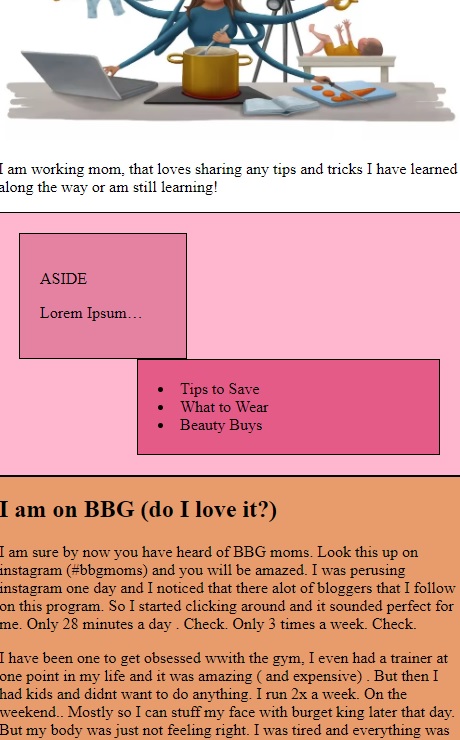 I am working mom, that loves sharing any tips and tricks I have learned
along the way or am still learning!
ASIDE
Lorem Ipsum…
Tips to Save
What to Wear
Beauty Buys
I am on BBG (do I love it?)
I am sure by now you have heard of BBG moms. Look this up on
instagram (#bbgmoms) and you will be amazed. I was perusing
instagram one day and I noticed that there alot of bloggers that I follow
on this program. So I started clicking around and it sounded perfect for
me. Only 28 minutes a day . Check. Only 3 times a week. Check.
I have been one to get obsessed wwith the gym, I even had a trainer at
one point in my life and it was amazing ( and expensive) . But then I
had kids and didnt want to do anything. I run 2x a week. On the
weekend.. Mostly so I can stuff my face with burget king later that day.
But my body was just not feeling right. I was tired and everything was